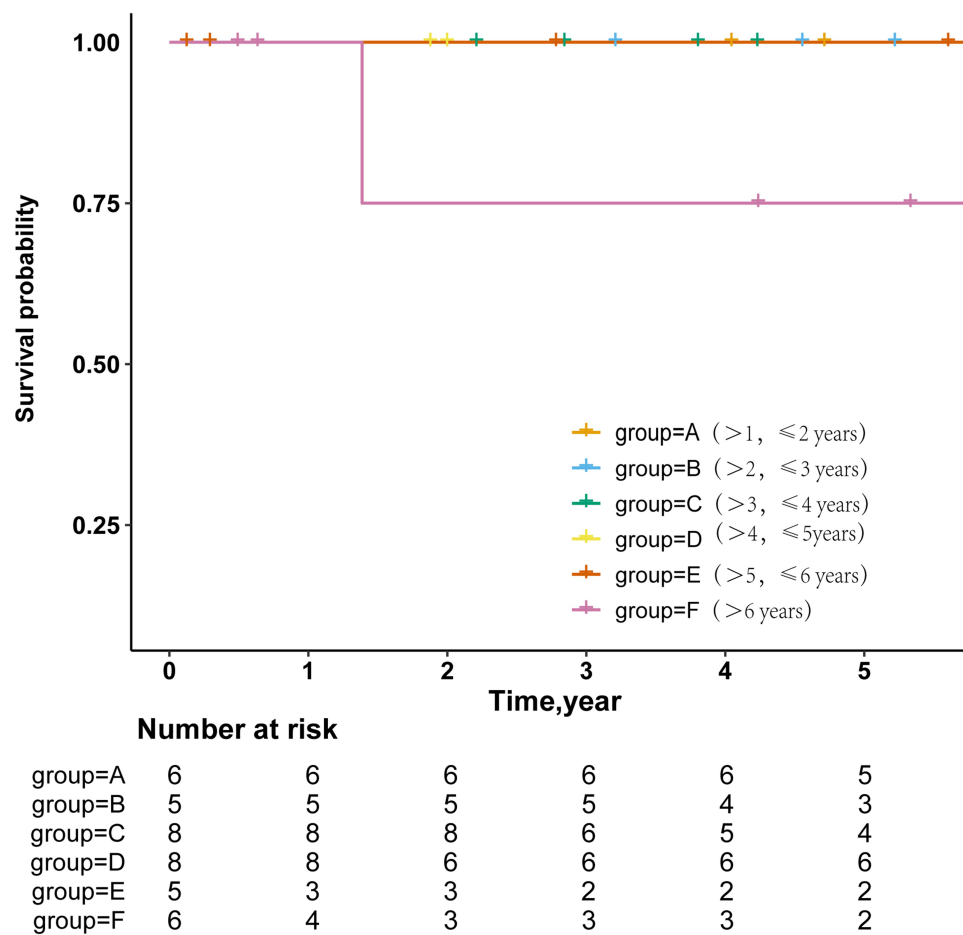 Survival probability
1.00
0.75
0.50
0.25
group=A (>1, ≤2 years)
group=B (>2, ≤3 years)
group=C (>3, ≤4 years)
group=D (>4, ≤5years)
group=E (>5, ≤6 years)
group=F (>6 years)
0 1 2 3 4 5
Time,year
Number at risk
group=A 6 6 6 6 6 5
group=B 5 5 5 5 4 3
group=C 8 8 8 6 5 4
group=D 8 8 6 6 6 6
group=E 5 3 3 2 2 2
group=F 6 4 3 3 3 2